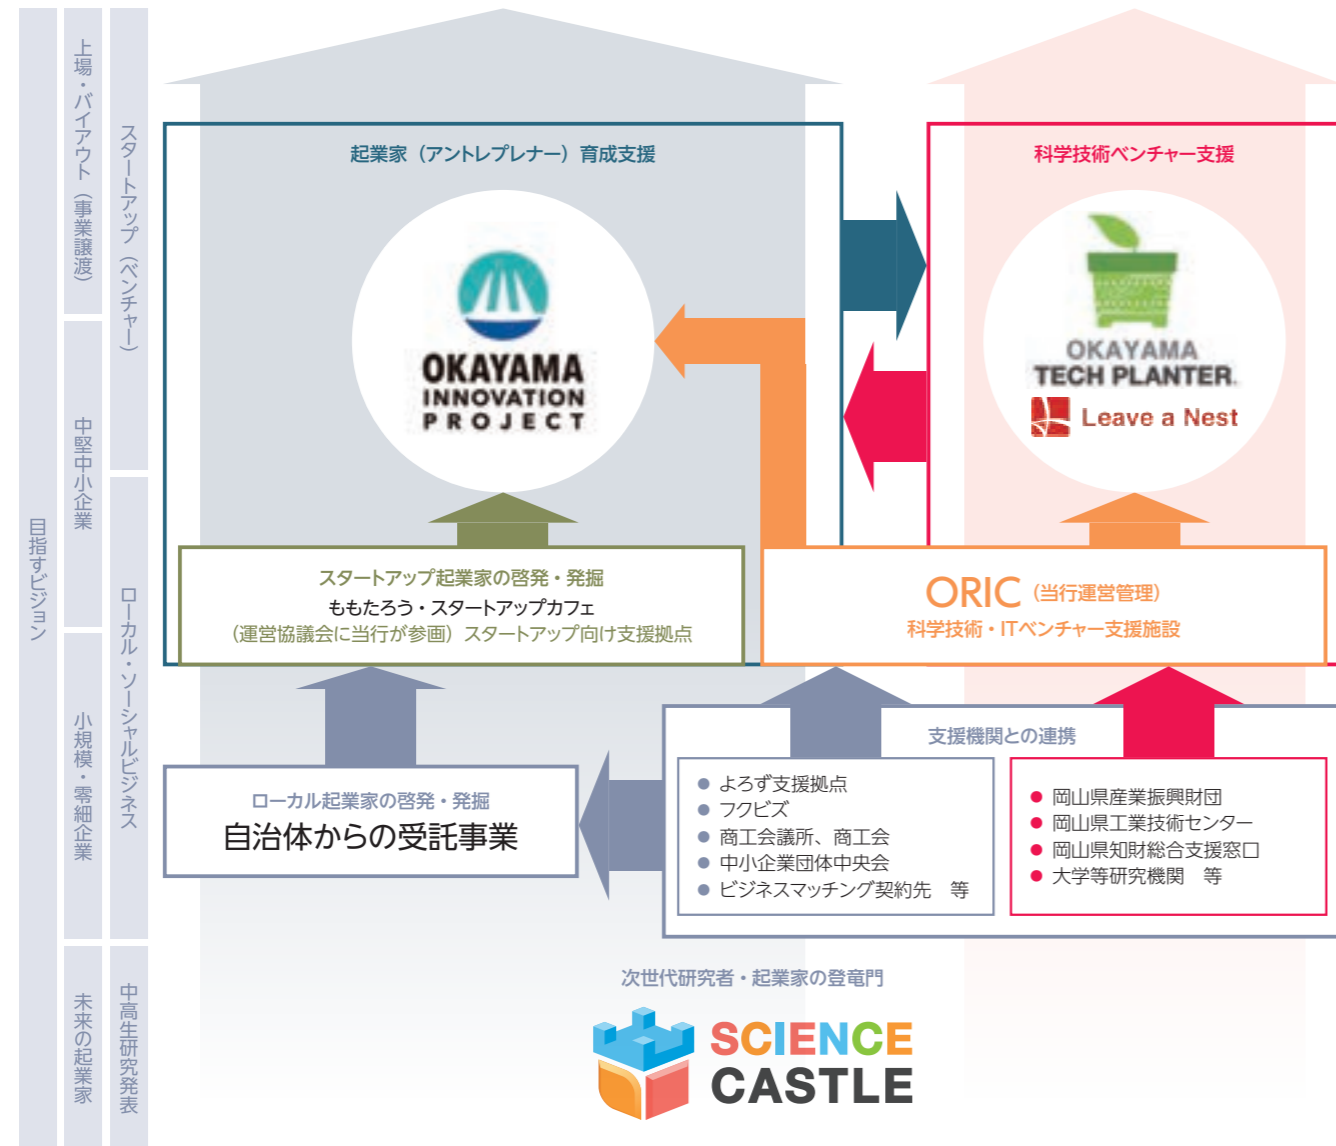 目指すビジョン
上場・バイアウト（事業譲渡）
中堅中小企業
小規模・零細企業
未来の起業家
スタートアップ（ベンチャー）
ローカル・ソーシャルビジネス
中高生研究発表
起業家（アントレプレナー）育成支援
OKAYAMA
INNOVATION
PROJECT
科学技術ベンチャー支援
OKAYAMA
TECH PLANTER.
Leave a Nest
スタートアップ起業家の啓発・発掘
ももたろう・スタートアップカフェ
（運営協議会に当行が参画）スタートアップ向け支援拠点
ORIC（当行運営管理）
科学技術・ITベンチャー支援施設
ローカル起業家の啓発・発掘
自治体からの受託事業
支援機関との連携
● よろず支援拠点
● フクビズ
● 商工会議所、商工会
● 中小企業団体中央会
● ビジネスマッチング契約先　等
● 岡山県産業振興財団
● 岡山県工業技術センター
● 岡山県知財総合支援窓口
● 大学等研究機関　等
次世代研究者・起業家の登竜門
SCIENCE
CASTLE